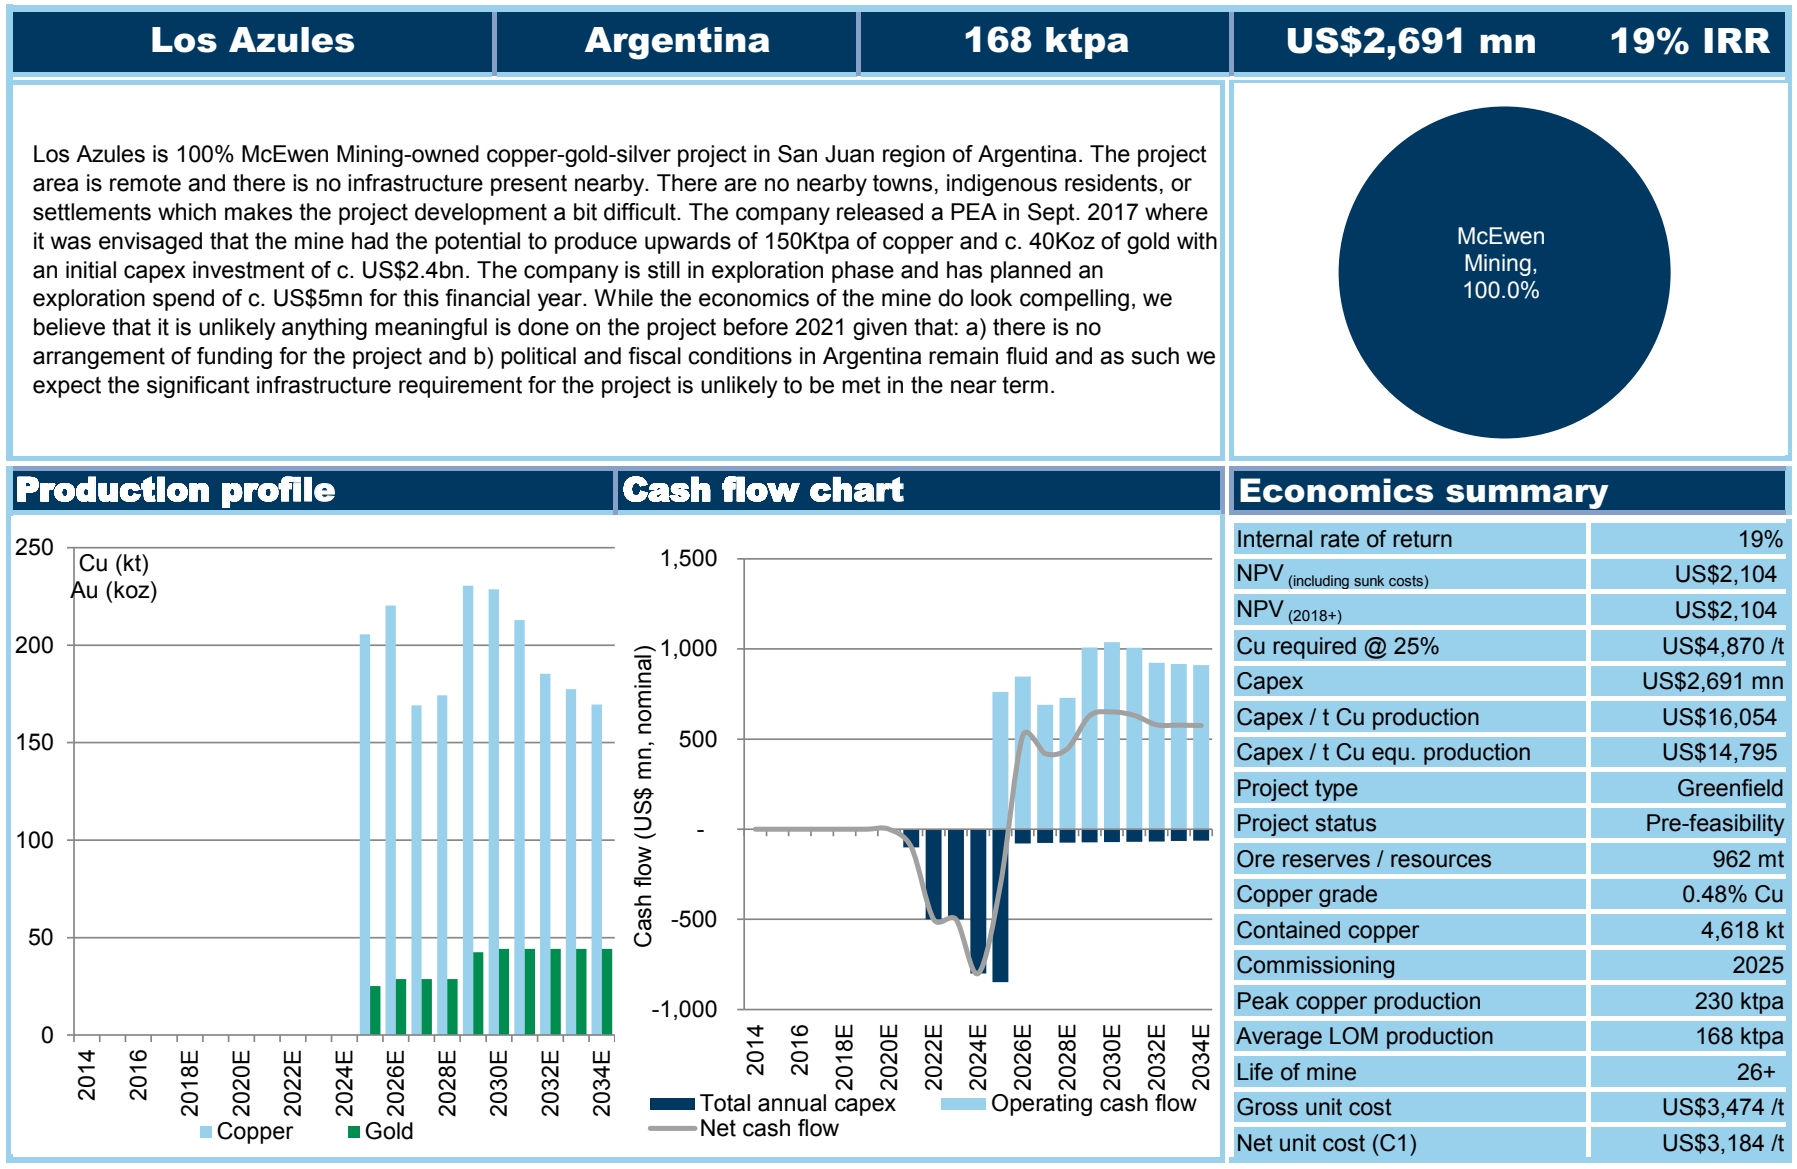 Los Azules
Argentina
168 ktpa
US$2,691 mn
19% IRR
Los Azules is 100% McEwen Mining-owned copper-gold-silver project in San Juan region of Argentina. The project
area is remote and there is no infrastructure present nearby. There are no nearby towns, indigenous residents, or
settlements which makes the project development a bit difficult. The company released a PEA in Sept. 2017 where
it was envisaged that the mine had the potential to produce upwards of 150Ktpa of copper and c. 40Koz of gold with
an initial capex investment of c. US$2.4bn. The company is still in exploration phase and has planned an
exploration spend of c. US$5mn for this financial year. While the economics of the mine do look compelling, we
believe that it is unlikely anything meaningful is done on the project before 2021 given that: a) there is no
arrangement of funding for the project and b) political and fiscal conditions in Argentina remain fluid and as such we
expect the significant infrastructure requirement for the project is unlikely to be met in the near term.
McEwen
Mining,
100.0%
Production profile
250
200
150
100
50
0
Cu (kt)
Au (koz)
2014
2016
2018E
2020E
2022E
2024E
2026E
2028E
2030E
2032E
2034E
Copper
Gold
Cash flow chart
Cash flow (US$ mn, nominal)
1,500
1,000
500
-
-500
-1,000
2014
2016
2018E
2020E
2022E
2024E
2026E
2028E
2030E
2032E
2034E
Total annual capex
Operating cash flow
Net cash flow
Economics summary
Internal rate of return 19%
NPV (including sunk costs) US$2,104
NPV (2018+) US$2,104
Cu required @ 25% US$4,870 /t
Capex US$2,691 mn
Capex / t Cu production US$16,054
Capex / t Cu equ. production US$14,795
Project type Greenfield
Project status Pre-feasibility
Ore reserves / resources 962 mt
Copper grade 0.48% Cu
Contained copper 4,618 kt
Commissioning 2025
Peak copper production 230 ktpa
Average LOM production 168 ktpa
Life of mine 26+
Gross unit cost US$3,474 /t
Net unit cost (C1) US$3,184 /t